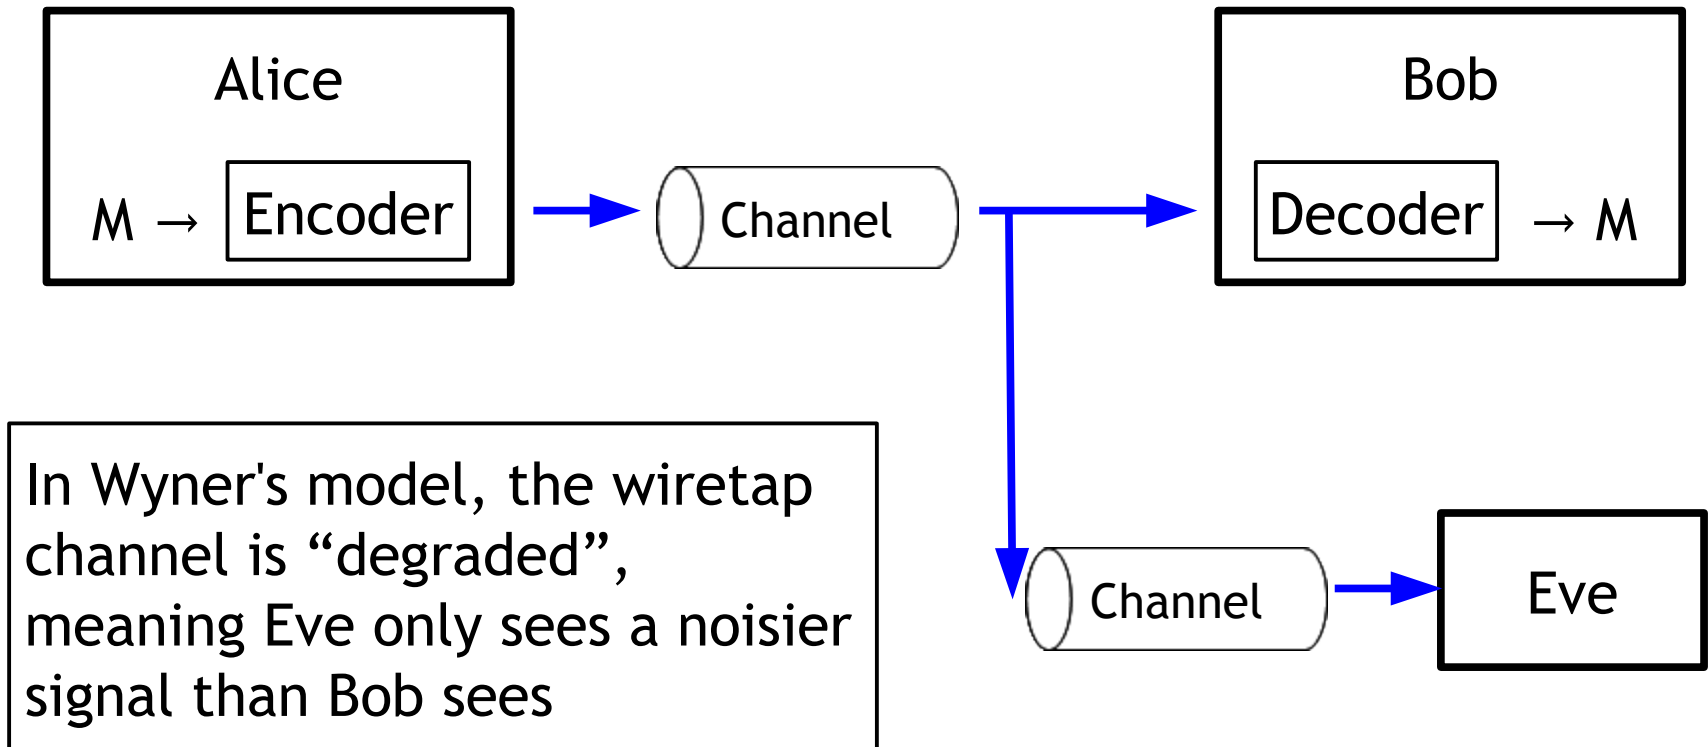 Alice
Bob
M → Encoder
Channel
Decoder → M
In Wyner's model, the wiretap
channel is “degraded”,
meaning Eve only sees a noisier
signal than Bob sees
Channel
Eve